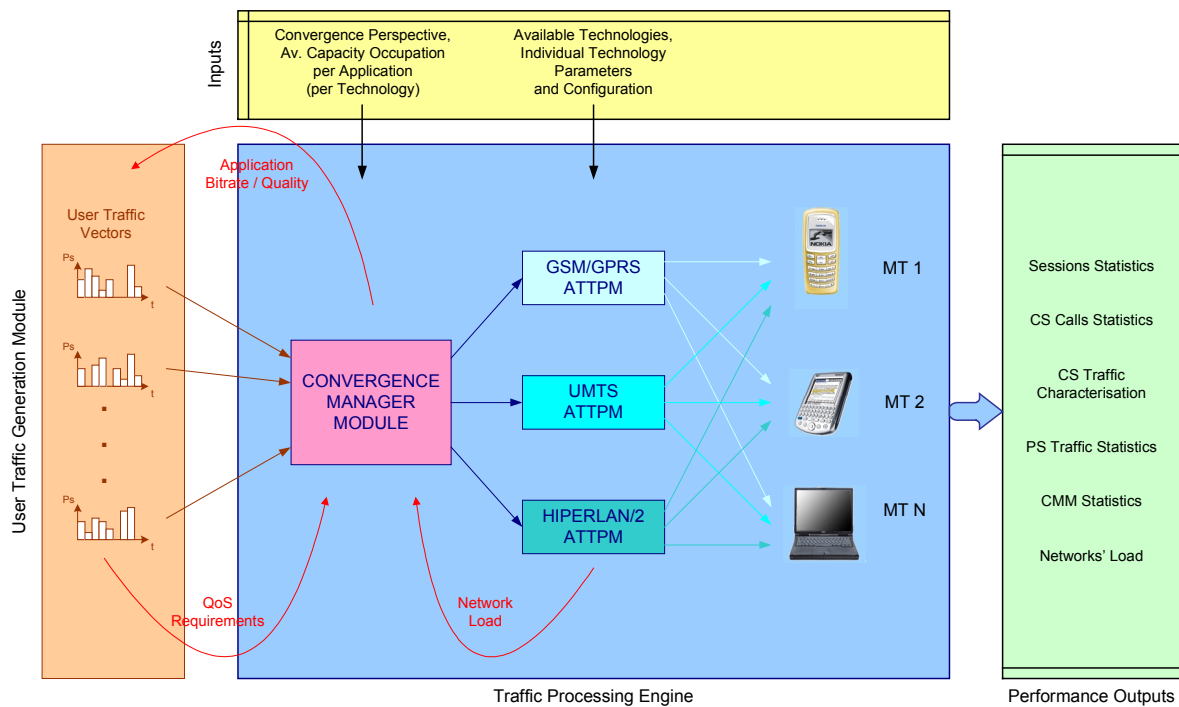 Inputs
Convergence Perspective,
Av. Capacity Occupation
per Application
(per Technology)
Available Technologies,
Individual Technology
Parameters
and Configuration
User Traffic Generation Module
User Traffic
Vectors
Ps
t
Ps
t
Ps
t
Application
Bitrate / Quality
QoS
Requirements
CONVERGENCE
MANAGER
MODULE
Network
Load
GSM/GPRS
ATTPM
UMTS
ATTPM
HIPERLAN/2
ATTPM
NOKIA
MT 1
MT 2
MT N
Traffic Processing Engine
Sessions Statistics
CS Calls Statistics
CS Traffic
Characterisation
PS Traffic Statistics
CMM Statistics
Networks' Load
Performance Outputs